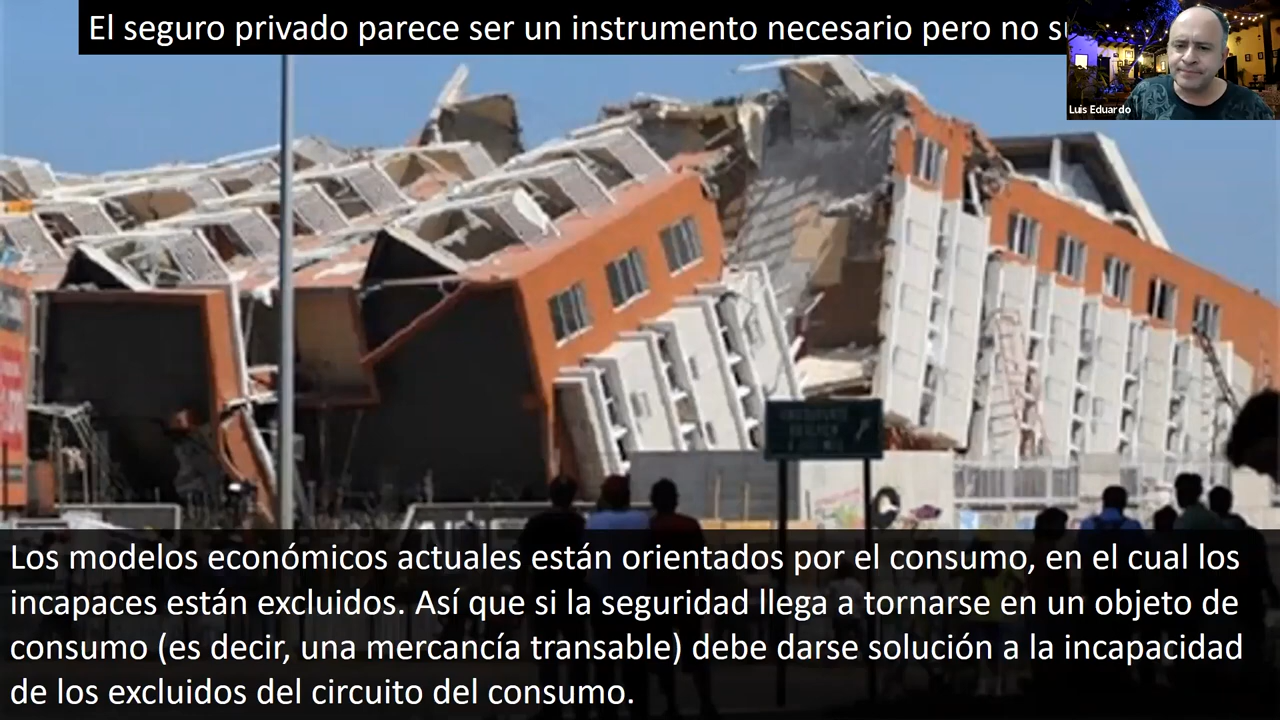 El seguro privado parece ser un instrumento necesario pero no
Luis Eduardo
Los modelos económicos actuales están orientados por el consumo, en el cual los
incapaces están excluidos. Así que si la seguridad llega a tornarse en un objeto de
consumo (es decir, una mercancía transable) debe darse solución a la incapacidad
de los excluidos del circuito del consumo.